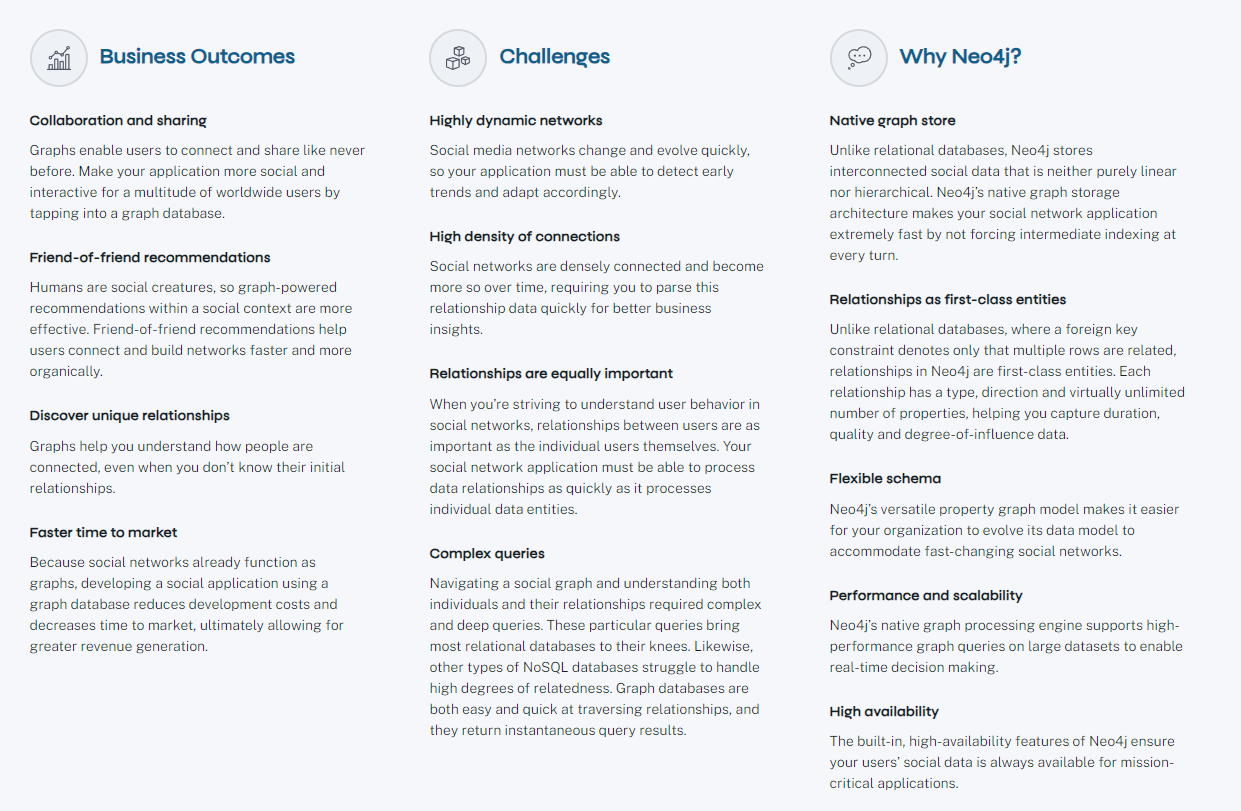 Business Outcomes
Collaboration and sharing
Graphs enable users to connect and share like never
before. Make your application more social and
interactive for a multitude of worldwide users by
tapping into a graph database.
Friend-of-friend recommendations
Humans are social creatures, so graph-powered
recommendations within a social context are more
effective. Friend-of-friend recommendations help
users connect and build networks faster and more
organically.
Discover unique relationships
Graphs help you understand how people are
connected, even when you don't know their initial
relationships.
Faster time to market
Because social networks already function as
graphs, developing a social application using a
graph database reduces development costs and
decreases time to market, ultimately allowing for
greater revenue generation.
Challenges
Highly dynamic networks
Social media networks change and evolve quickly,
so your application must be able to detect early
trends and adapt accordingly.
High density of connections
Social networks are densely connected and become
more so over time, requiring you to parse this
relationship data quickly for better business
insights.
Relationships are equally important
When you're striving to understand user behavior in
social networks, relationships between users are as
important as the individual users themselves. Your
social network application must be able to process
data relationships as quickly as it processes
individual data entities.
Complex queries
Navigating a social graph and understanding both
individuals and their relationships required complex
and deep queries. These particular queries bring
most relational databases to their knees. Likewise,
other types of NoSQL databases struggle to handle
high degrees of relatedness. Graph databases are
both easy and quick at traversing relationships, and
they return instantaneous query results.
Why Neo4j?
Native graph store
Unlike relational databases, Neo4j stores
interconnected social data that is neither purely linear
nor hierarchical. Neo4j's native graph storage
architecture makes your social network application
extremely fast by not forcing intermediate indexing at
every turn.
Relationships as first-class entities
Unlike relational databases, where a foreign key
constraint denotes only that multiple rows are related,
relationships in Neo4j are first-class entities. Each
relationship has a type, direction and virtually unlimited
number of properties, helping you capture duration,
quality and degree-of-influence data.
Flexible schema
Neo4j's versatile property graph model makes it easier
for your organization to evolve its data model to
accommodate fast-changing social networks.
Performance and scalability
Neo4j's native graph processing engine supports high-
performance graph queries on large datasets to enable
real-time decision making.
High availability
The built-in, high-availability features of Neo4j ensure
your users' social data is always available for mission-
critical applications.